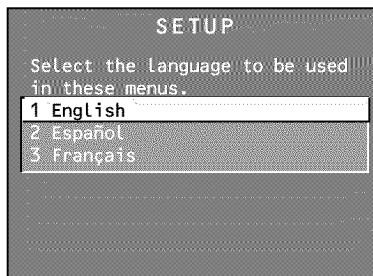 SETUP
Select the language to be used
in these menus.
1 English
2 Español
3 Français